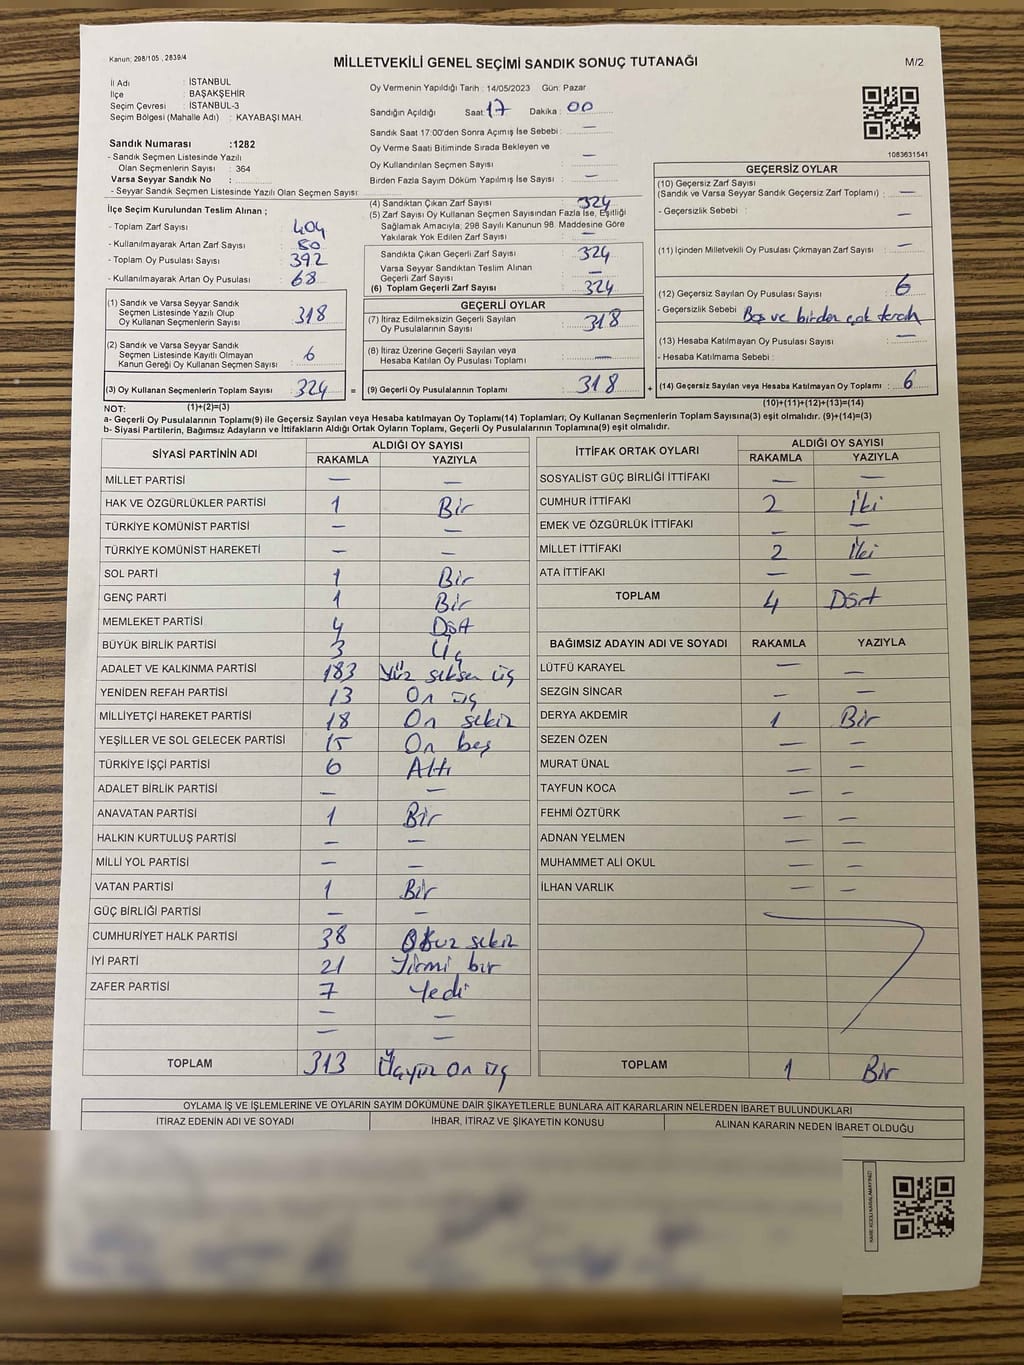 Kanun; 298/105 , 2839/4
MİLLETVEKİLİ GENEL SEÇİMİ SANDIK SONUÇ TUTANAĞI
M/2
İl Adı : İSTANBUL
İlçe : BAŞAKŞEHİR
Seçim Çevresi : İSTANBUL-3
Seçim Bölgesi (Mahalle Adı) : KAYABAŞI MAH.
Sandık Numarası :1282
- Sandık Seçmen Listesinde Yazılı
Olan Seçmenlerin Sayısı : 364
Varsa Seyyar Sandık No :
- Seyyar Sandık Seçmen Listesinde Yazılı Olan Seçmen Sayısı:
Oy Vermenin Yapıldığı Tarih : 14/05/2023 Gün: Pazar
Sandığın Açıldığı Saat : 17 Dakika : 00
Sandık Saat 17:00'den Sonra Açımış İse Sebebi : —
Oy Verme Saati Bitiminde Sırada Bekleyen ve
Oy Kullandırılan Seçmen Sayısı —
Birden Fazla Sayım Döküm Yapılmış İse Sayısı : —
1083631541
İlçe Seçim Kurulundan Teslim Alınan ;
- Toplam Zarf Sayısı : 404
- Kullanılmayarak Artan Zarf Sayısı : 80
- Toplam Oy Pusulası Sayısı : 392
- Kullanılmayarak Artan Oy Pusulası : 68
(1) Sandık ve Varsa Seyyar Sandık
Seçmen Listesinde Yazılı Olup
Oy Kullanan Seçmenlerin Sayısı : 318
(2) Sandık ve Varsa Seyyar Sandık
Seçmen Listesinde Kayıtlı Olmayan
Kanun Gereği Oy Kullanan Seçmen Sayısı : 6
(3) Oy Kullanan Seçmenlerin Toplam Sayısı : 324 =
(1)+(2)=(3)
(4) Sandıktan Çıkan Zarf Sayısı 324
(5) Zarf Sayısı Oy Kullanan Seçmen Sayısından Fazla İse, Eşitliği
Sağlamak Amacıyla, 298 Sayılı Kanunun 98. Maddesine Göre
Yakılarak Yok Edilen Zarf Sayısı : —
Sandıkta Çıkan Geçerli Zarf Sayısı : 324
Varsa Seyyar Sandıktan Teslim Alınan
Geçerli Zarf Sayısı : —
(6) Toplam Geçerli Zarf Sayısı : 324
GEÇERLİ OYLAR
(7) İtiraz Edilmeksizin Geçerli Sayılan
Oy Pusulalarının Sayısı : 318
(8) İtiraz Üzerine Geçerli Sayılan veya
Hesaba Katılan Oy Pusulası Toplamı : —
(9) Geçerli Oy Pusulalarının Toplamı : 318 +
GEÇERSİZ OYLAR
(10) Geçersiz Zarf Sayısı
(Sandık ve Varsa Seyyar Sandık Geçersiz Zarf Toplamı) : —
- Geçersizlik Sebebi : —
(11) İçinden Milletvekili Oy Pusulası Çıkmayan Zarf Sayısı : —
(12) Geçersiz Sayılan Oy Pusulası Sayısı : 6
- Geçersizlik Sebebi : Boş ve birden çok tercih
(13) Hesaba Katılmayan Oy Pusulası Sayısı : —
- Hesaba Katılmama Sebebi :
(14) Geçersiz Sayılan veya Hesaba Katılmayan Oy Toplamı : 6
(10)+(11)+(12)+(13)=(14)
NOT:
a- Geçerli Oy Pusulalarının Toplamı(9) ile Geçersiz Sayılan veya Hesaba katılmayan Oy Toplamı(14) Toplamları, Oy Kullanan Seçmenlerin Toplam Sayısına(3) eşit olmalıdır. (9)+(14)=(3)
b- Siyasi Partilerin, Bağımsız Adayların ve İttifakların Aldığı Ortak Oyların Toplamı, Geçerli Oy Pusulalarının Toplamına(9) eşit olmalıdır.
SİYASİ PARTİNİN ADI ALDIĞI OY SAYISI
RAKAMLA YAZIYLA
MİLLET PARTİSİ — —
HAK VE ÖZGÜRLÜKLER PARTİSİ 1 Bir
TÜRKİYE KOMÜNİST PARTİSİ — —
TÜRKİYE KOMÜNİST HAREKETİ — —
SOL PARTİ 1 Bir
GENÇ PARTİ 1 Bir
MEMLEKET PARTİSİ 4 Dört
BÜYÜK BİRLİK PARTİSİ 3 Üç
ADALET VE KALKINMA PARTİSİ 183 Yüz seksen üç
YENİDEN REFAH PARTİSİ 13 On üç
MİLLİYETÇİ HAREKET PARTİSİ 18 On sekiz
YEŞİLLER VE SOL GELECEK PARTİSİ 15 On beş
TÜRKİYE İŞÇİ PARTİSİ 6 Altı
ADALET BİRLİK PARTİSİ — —
ANAVATAN PARTİSİ 1 Bir
HALKIN KURTULUŞ PARTİSİ — —
MİLLİ YOL PARTİSİ — —
VATAN PARTİSİ 1 Bir
GÜÇ BİRLİĞİ PARTİSİ — —
CUMHURİYET HALK PARTİSİ 38 Otuz sekiz
İYİ PARTİ 21 Yirmi bir
ZAFER PARTİSİ 7 Yedi
— —
— —
TOPLAM 313 Üçyüz on üç
İTTİFAK ORTAK OYLARI ALDIĞI OY SAYISI
RAKAMLA YAZIYLA
SOSYALİST GÜÇ BİRLİĞİ İTTİFAKI — —
CUMHUR İTTİFAKI 2 İki
EMEK VE ÖZGÜRLÜK İTTİFAKI — —
MİLLET İTTİFAKI 2 İki
ATA İTTİFAKI — —
TOPLAM 4 Dört
BAĞIMSIZ ADAYIN ADI VE SOYADI RAKAMLA YAZIYLA
LÜTFÜ KARAYEL — —
SEZGİN SİNCAR — —
DERYA AKDEMİR 1 Bir
SEZEN ÖZEN — —
MURAT ÜNAL — —
TAYFUN KOCA — —
FEHMİ ÖZTÜRK — —
ADNAN YELMEN — —
MUHAMMET ALİ OKUL — —
İLHAN VARLIK — —
TOPLAM 1 Bir
OYLAMA İŞ VE İŞLEMLERİNE VE OYLARIN SAYIM DÖKÜMÜNE DAİR ŞİKAYETLERLE BUNLARA AİT KARARLARIN NELERDEN İBARET BULUNDUKLARI
İTİRAZ EDENİN ADI VE SOYADI İHBAR, İTİRAZ VE ŞİKAYETİN KONUSU ALINAN KARARIN NEDEN İBARET OLDUĞU